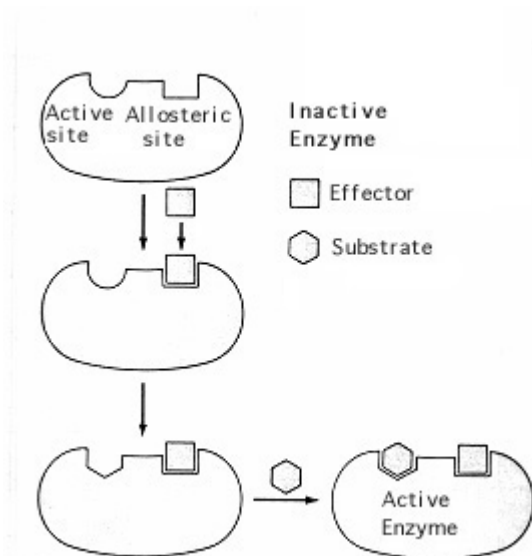 Active Allosteric
site site
Inactive
Enzyme
Effector
Substrate
Active
Enzyme